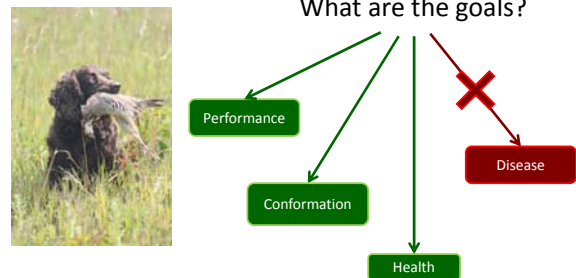 What are the goals?
Performance
Disease
Conformation
Health